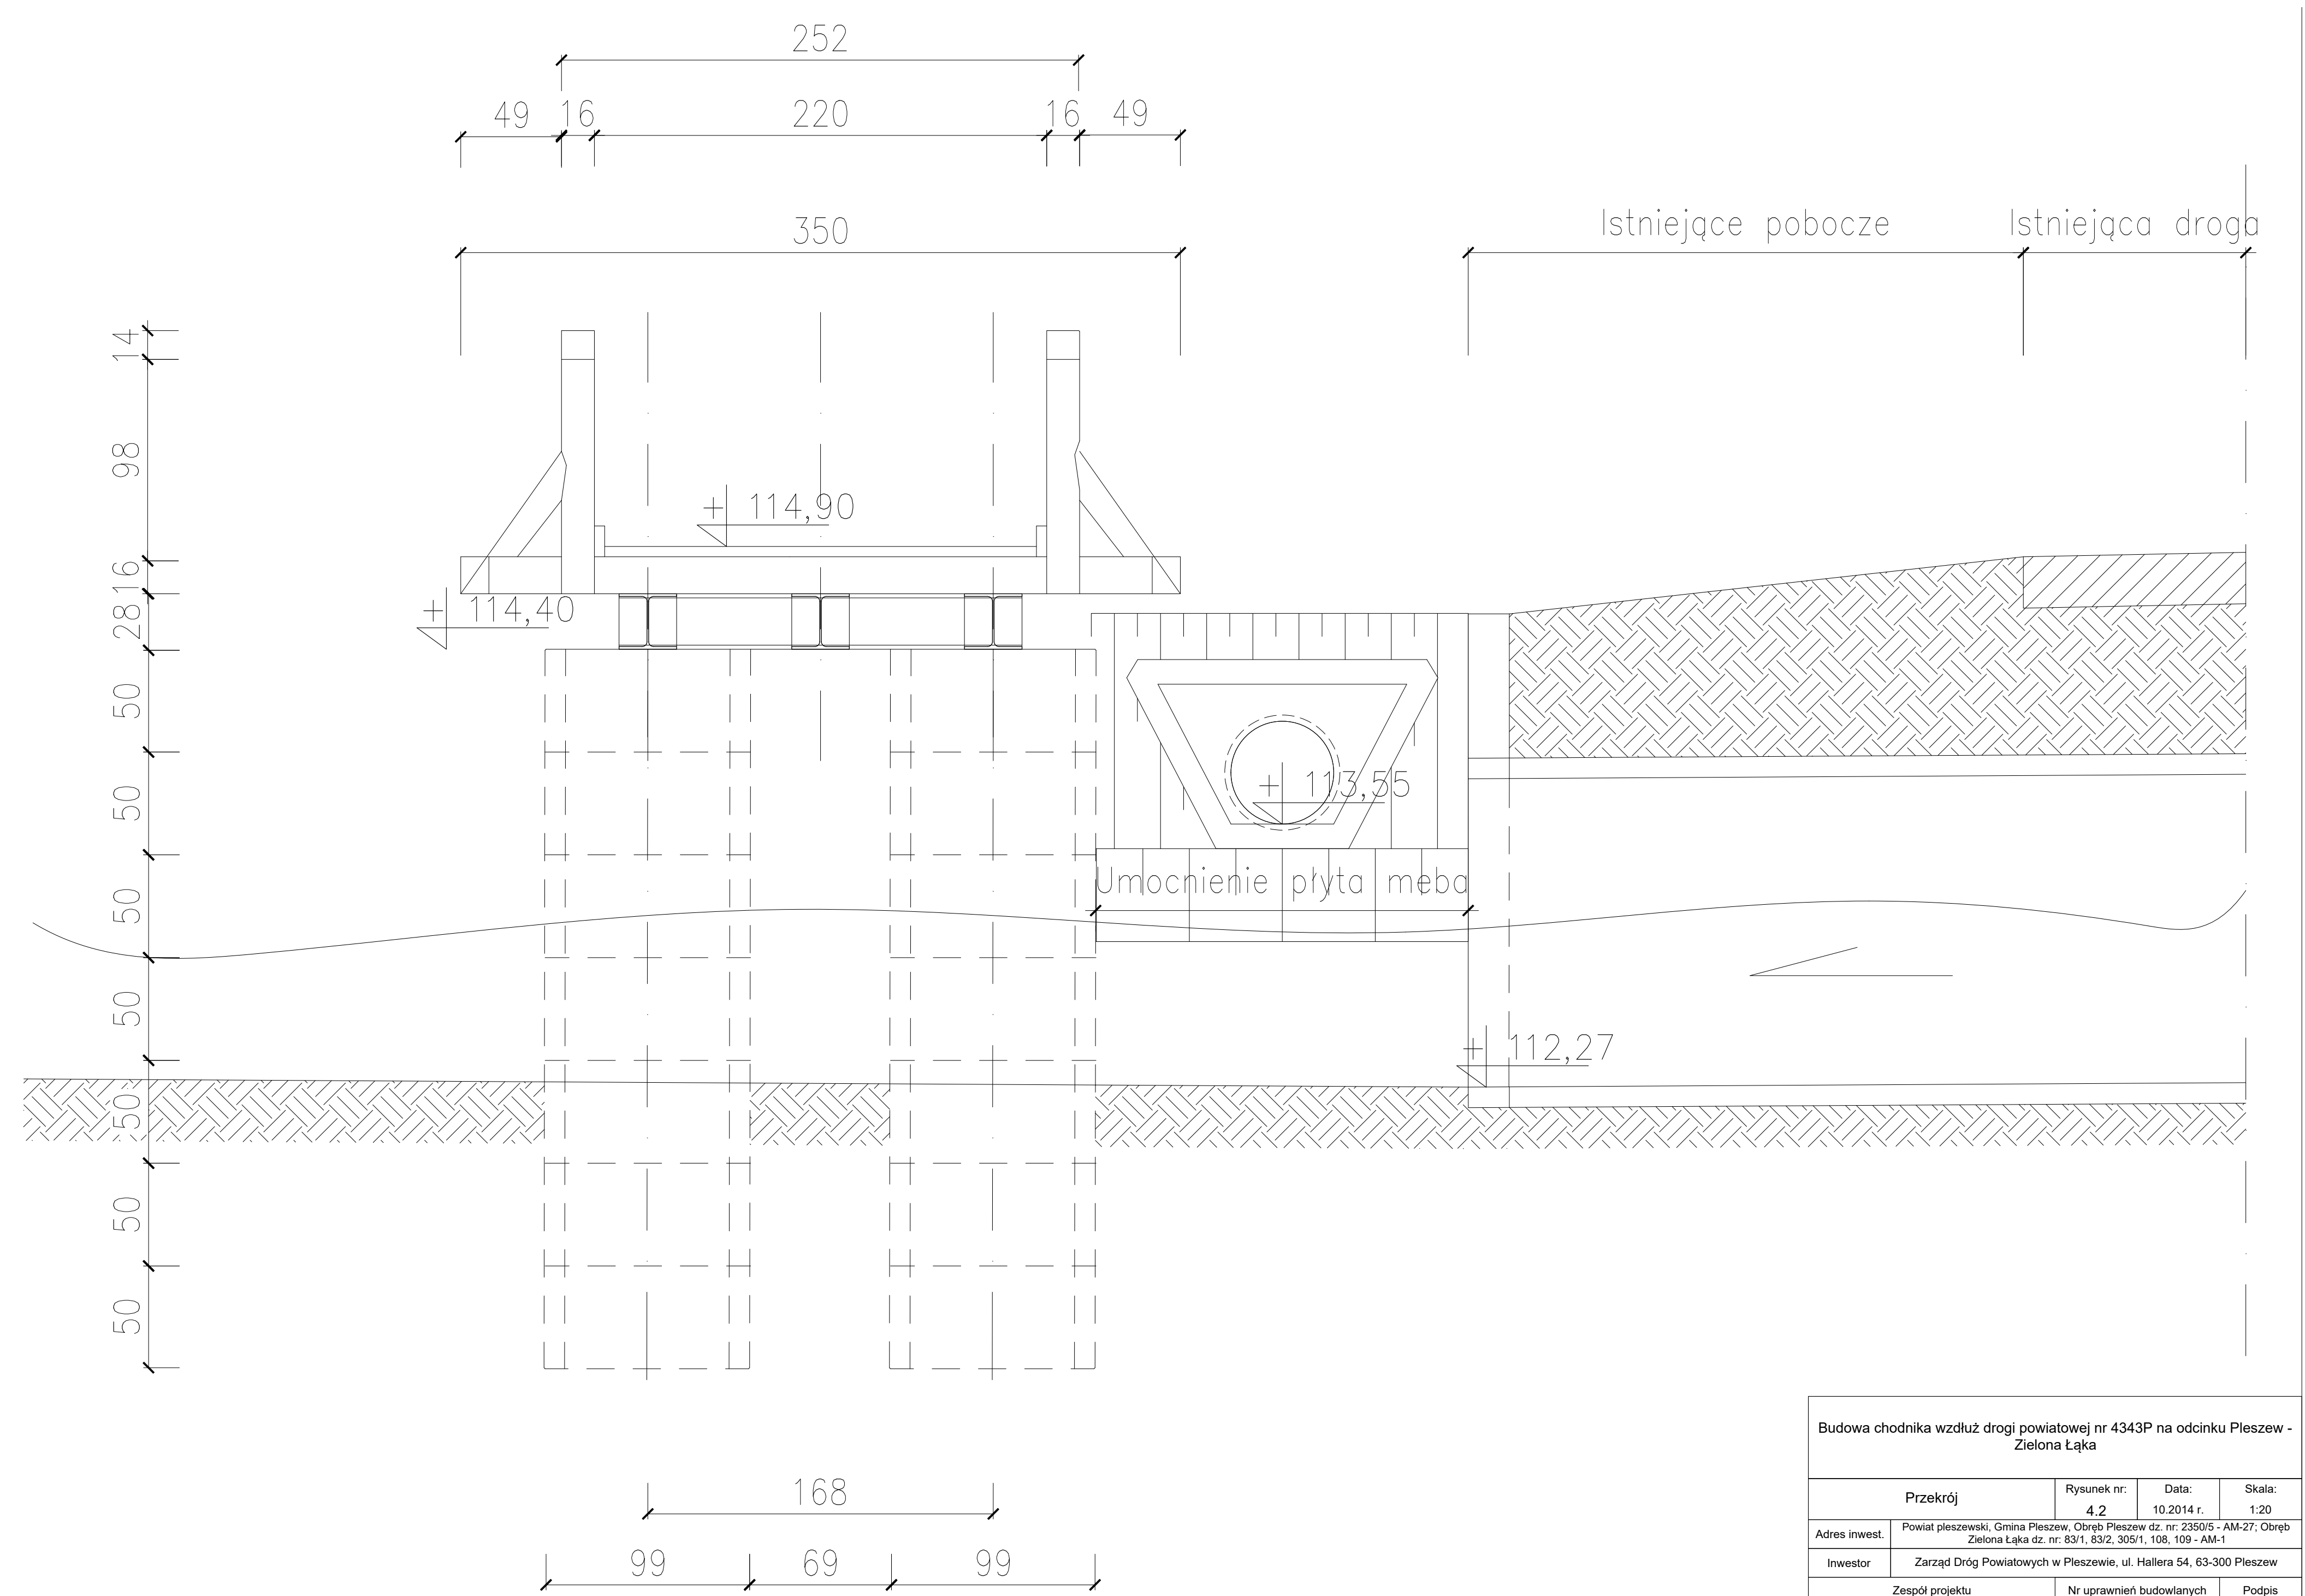 252
49 16 220 16 49
350
Istniejące pobocze Istniejąca droga
14
98
16
28
50
50
50
50
50
50
50
+ 114,90
+ 114,40
+ 113,55
Umocnienie płyta meba
+ 112,27
168
99 69 99
Budowa chodnika wzdłuż drogi powiatowej nr 4343P na odcinku Pleszew -
Zielona Łąka
Przekrój
Rysunek nr:
4.2
Data:
10.2014 r.
Skala:
1:20
Adres inwest.
Powiat pleszewski, Gmina Pleszew, Obręb Pleszew dz. nr: 2350/5 - AM-27; Obręb
Zielona Łąka dz. nr: 83/1, 83/2, 305/1, 108, 109 - AM-1
Inwestor
Zarząd Dróg Powiatowych w Pleszewie, ul. Hallera 54, 63-300 Pleszew
Zespół projektu
Nr uprawnień budowlanych
Podpis